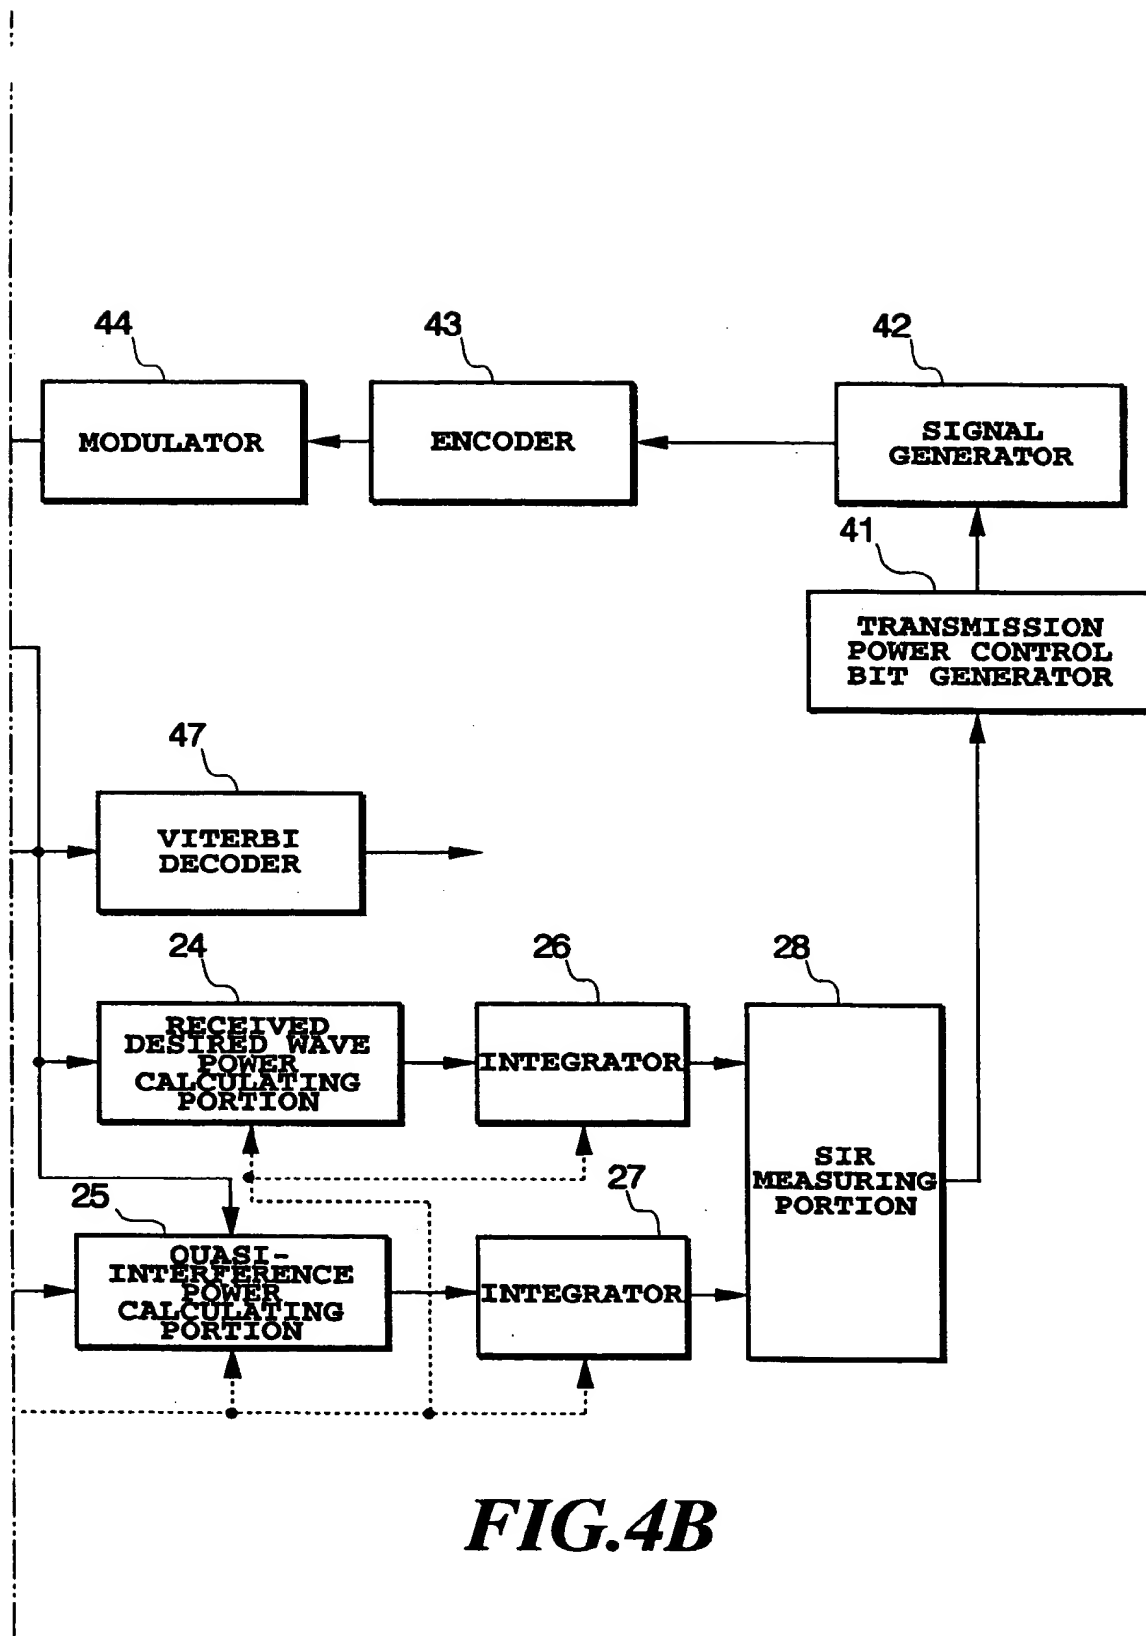 44
43
42
MODULATOR
ENCODER
SIGNAL
GENERATOR
41
TRANSMISSION
POWER CONTROL
BIT GENERATOR
47
VITERBI
DECODER
24
26
28
RECEIVED
DESIRED WAVE
POWER
CALCULATING
PORTION
INTEGRATOR
SIR
MEASURING
PORTION
25
27
QUASI-
INTERFERENCE
POWER
CALCULATING
PORTION
INTEGRATOR
FIG.4B